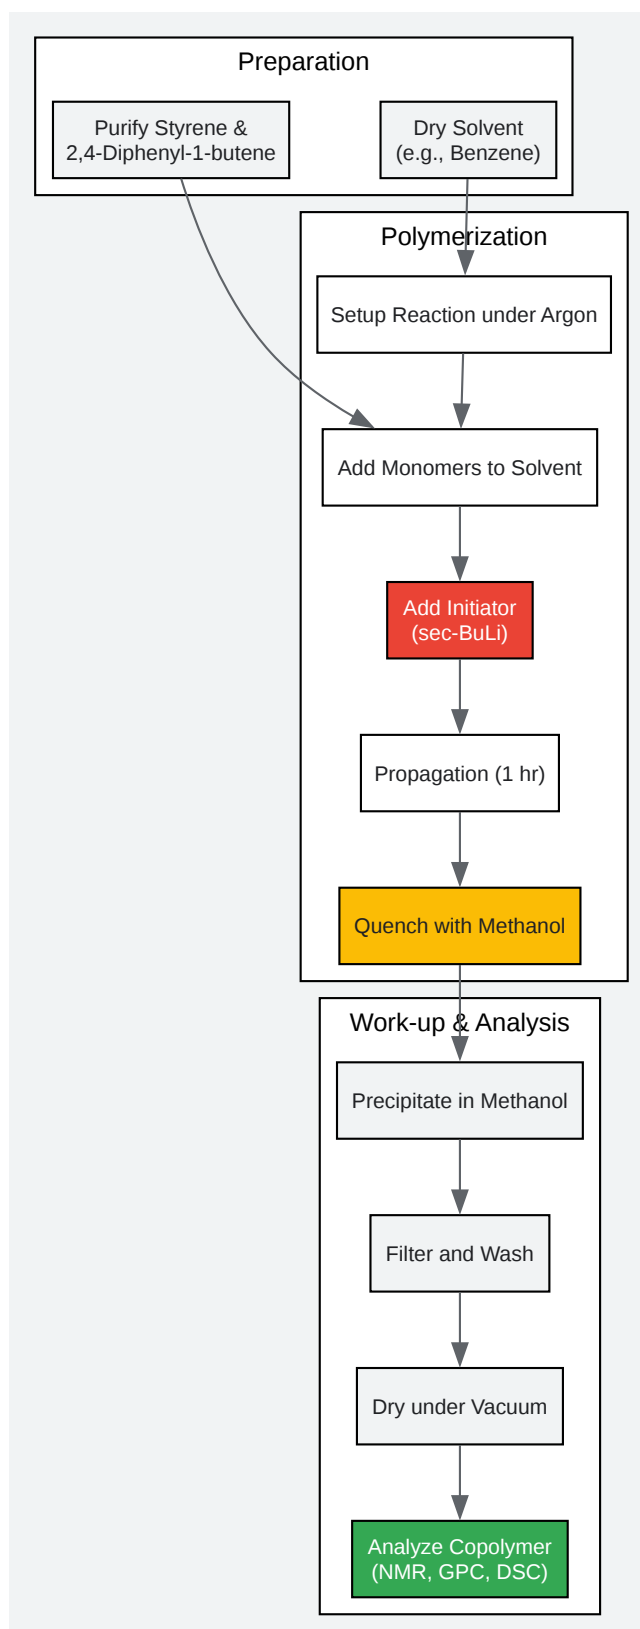 Preparation
Purify Styrene &
2,4-Diphenyl-1-butene
Dry Solvent
(e.g., Benzene)
Polymerization
Setup Reaction under Argon
Add Monomers to Solvent
Add Initiator
(sec-BuLi)
Propagation (1 hr)
Quench with Methanol
Work-up & Analysis
Precipitate in Methanol
Filter and Wash
Dry under Vacuum
Analyze Copolymer
(NMR, GPC, DSC)